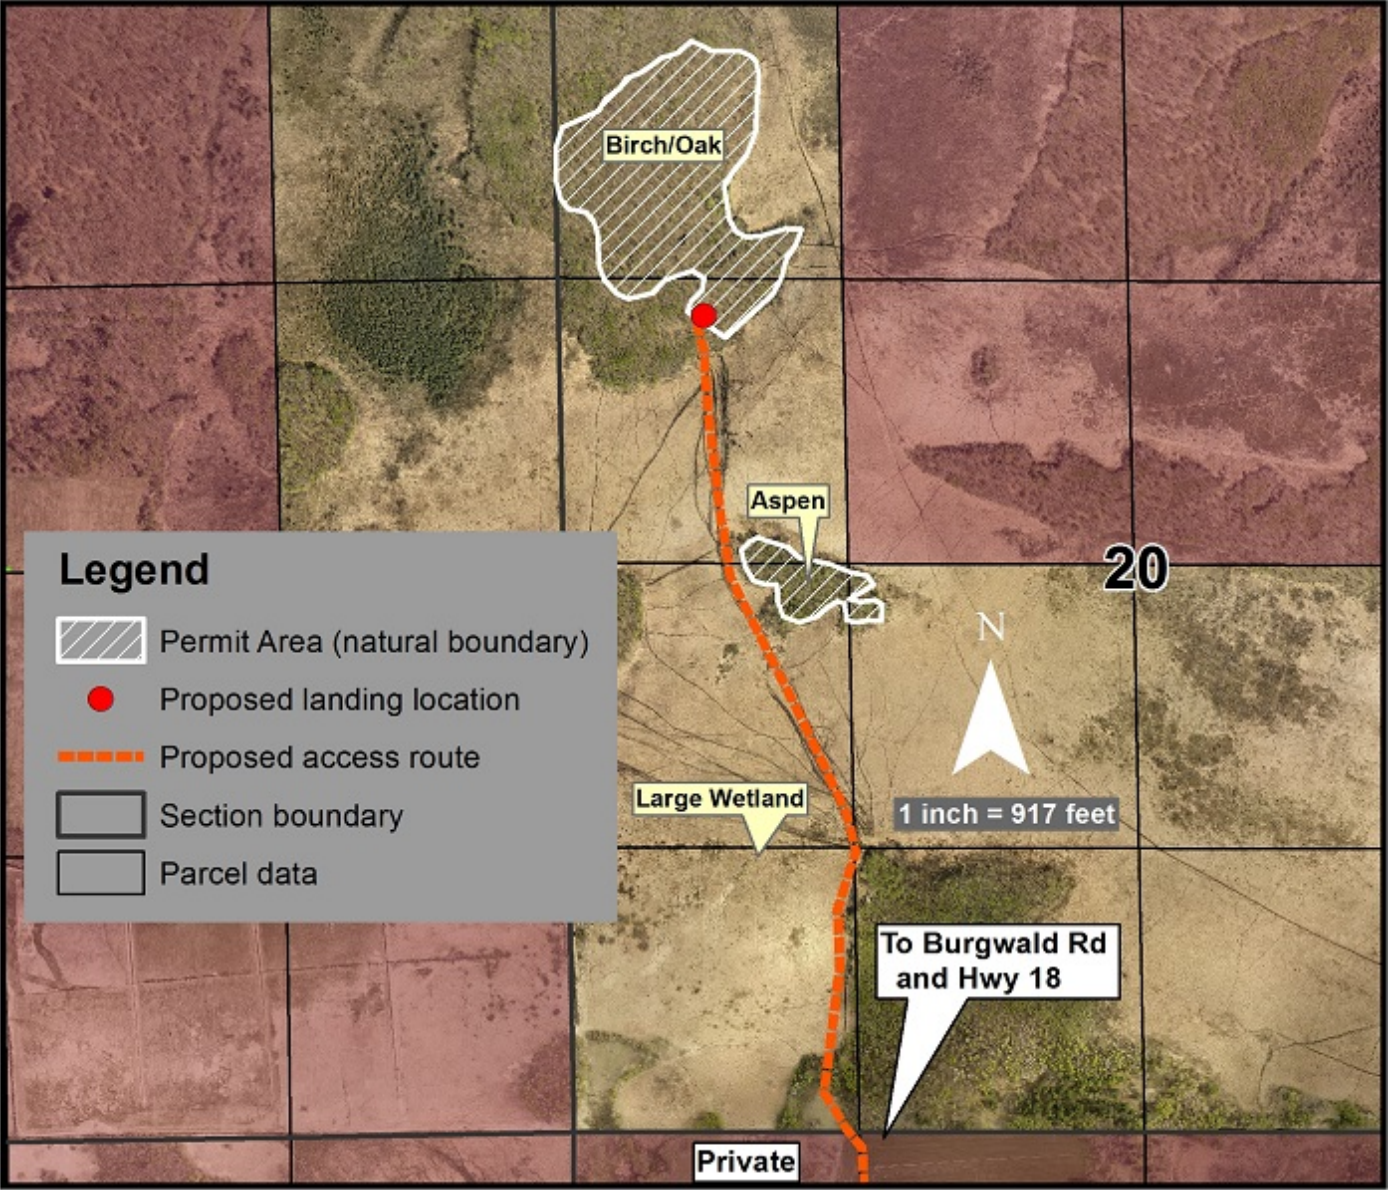 Birch/Oak
Aspen
Legend
Permit Area (natural boundary)
Proposed landing location
Proposed access route
Section boundary
Parcel data
20
N
Large Wetland
1 inch = 917 feet
To Burgwald Rd
and Hwy 18
Private